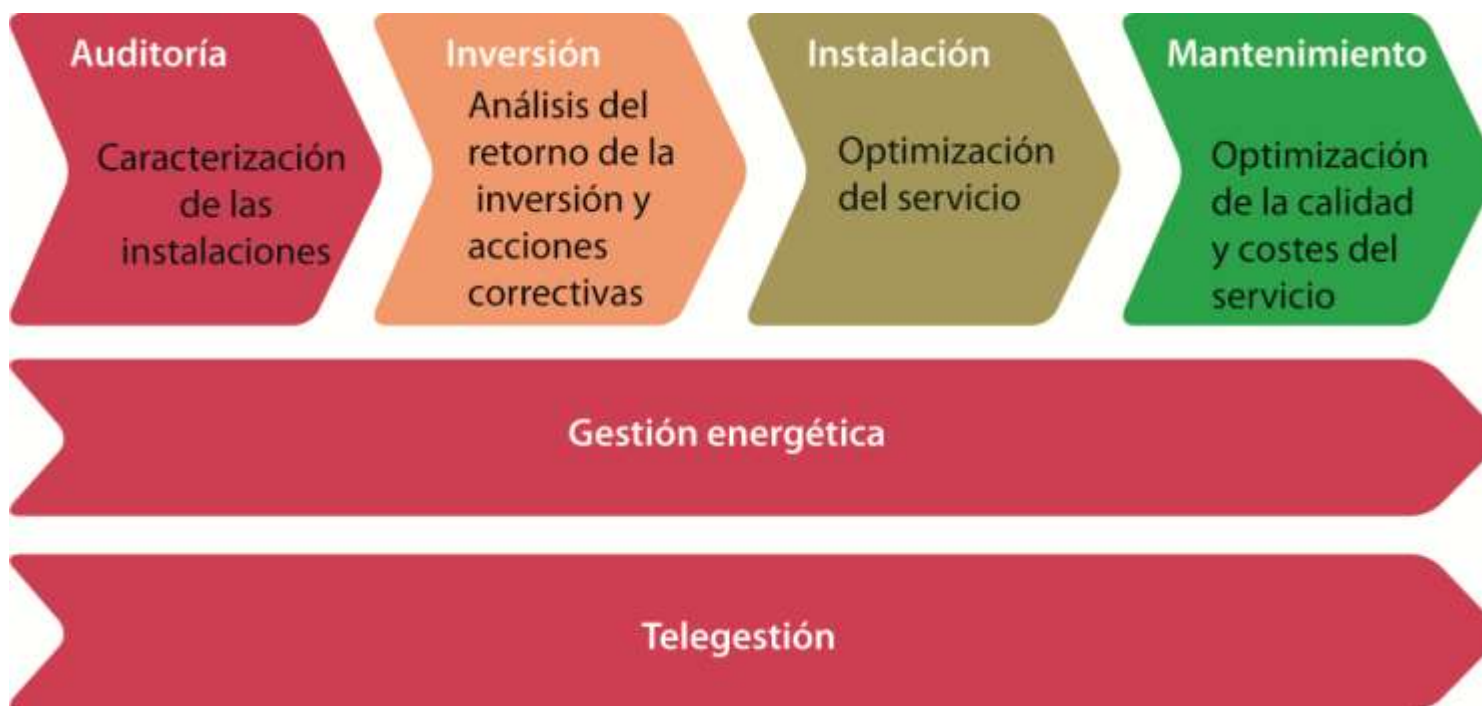 Auditoría
Caracterización
de las
instalaciones
Inversión
Análisis del
retorno de la
inversión y
acciones
correctivas
Instalación
Optimización
del servicio
Mantenimiento
Optimización
de la calidad
y costes del
servicio
Gestión energética
Telegestión